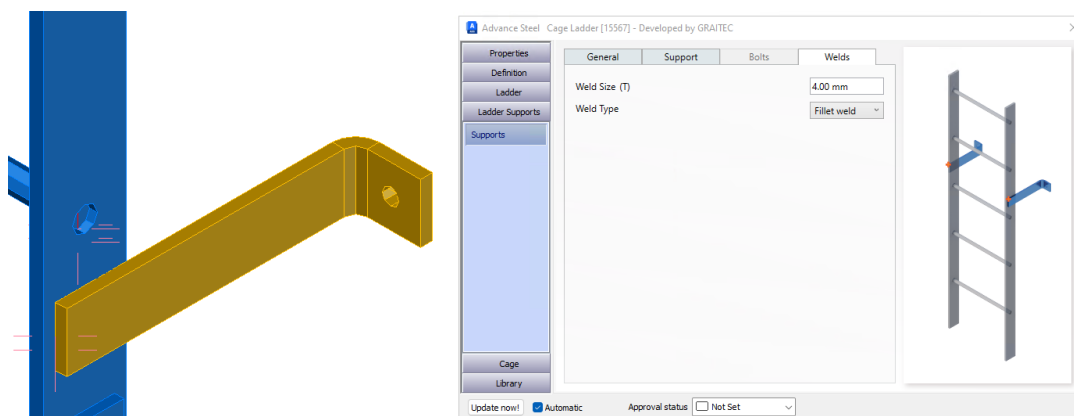 Advance Steel Cage Ladder [15567] - Developed by GRAITEC
Properties
Definition
Ladder
Ladder Supports
Supports
Cage
Library
General Support Bolts Welds
Weld Size (T) 4.00 mm
Weld Type Fillet weld
Update now! Automatic Approval status Not Set